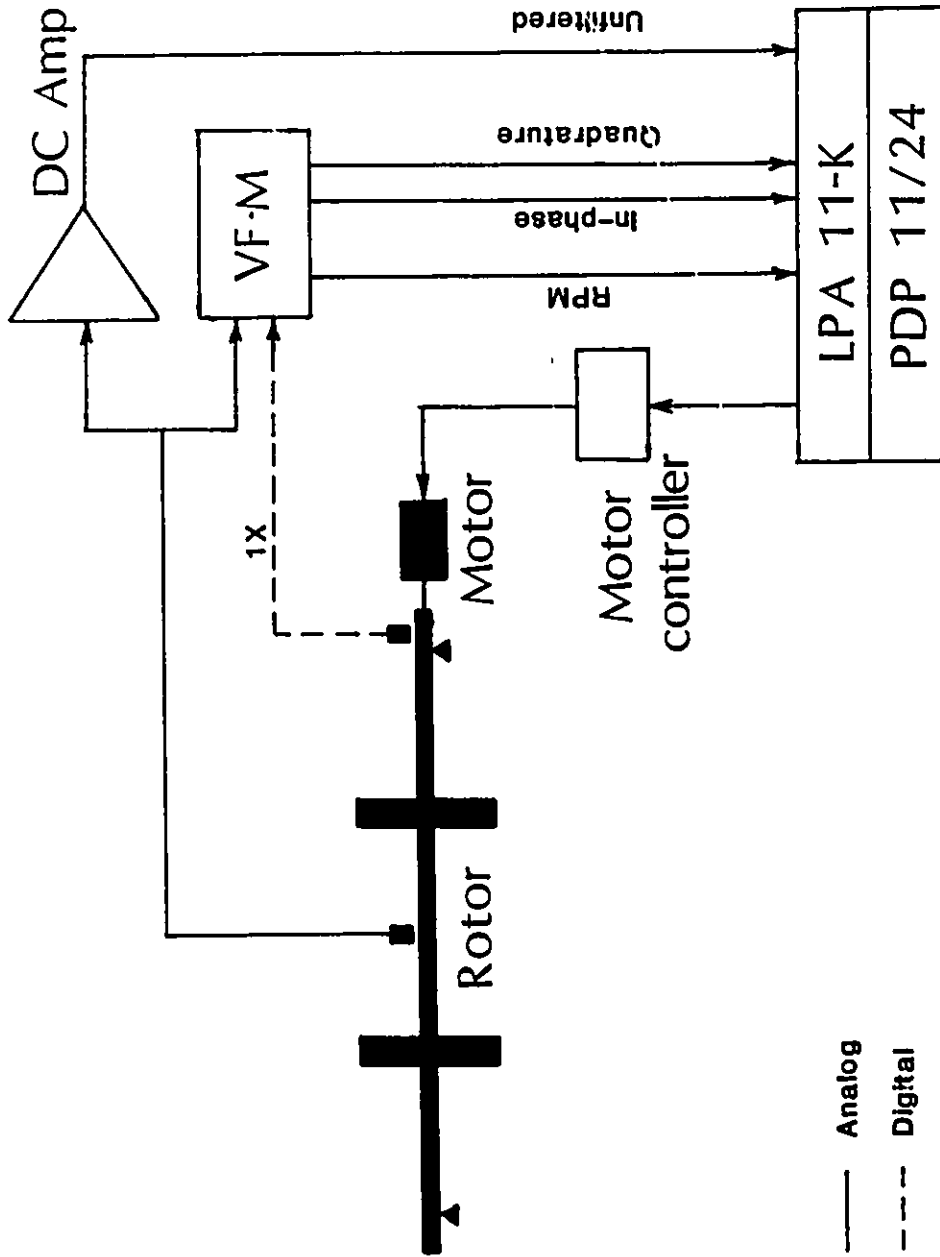 DC Amp
Unfiltered
VF-M
Quadrature
In-phase
RPM
1X
LPA 11-K
PDP 11/24
Motor
Motor
controller
Rotor
Analog
Digital